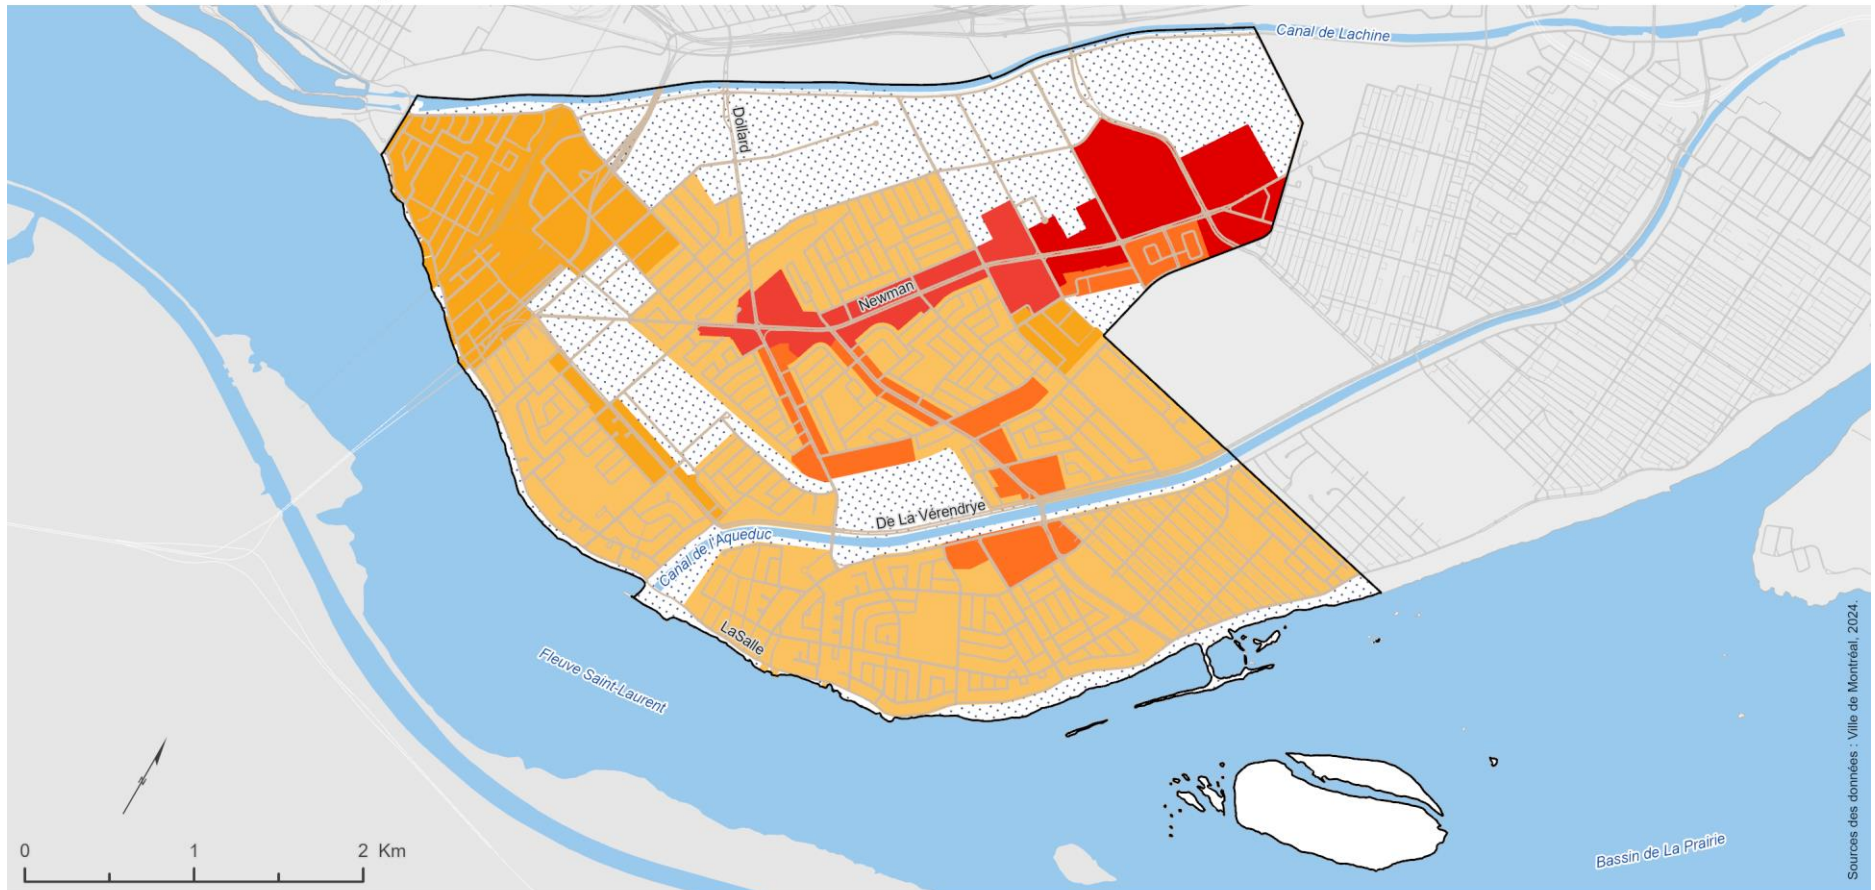 Canal de Lachine
Dollard
Newman
De La Vérendrye
Canal de l'Aqueduc
LaSalle
Fleuve Saint-Laurent
N
0 1 2 Km
Bassin de La Prairie
Sources des données : Ville de Montréal, 2024.